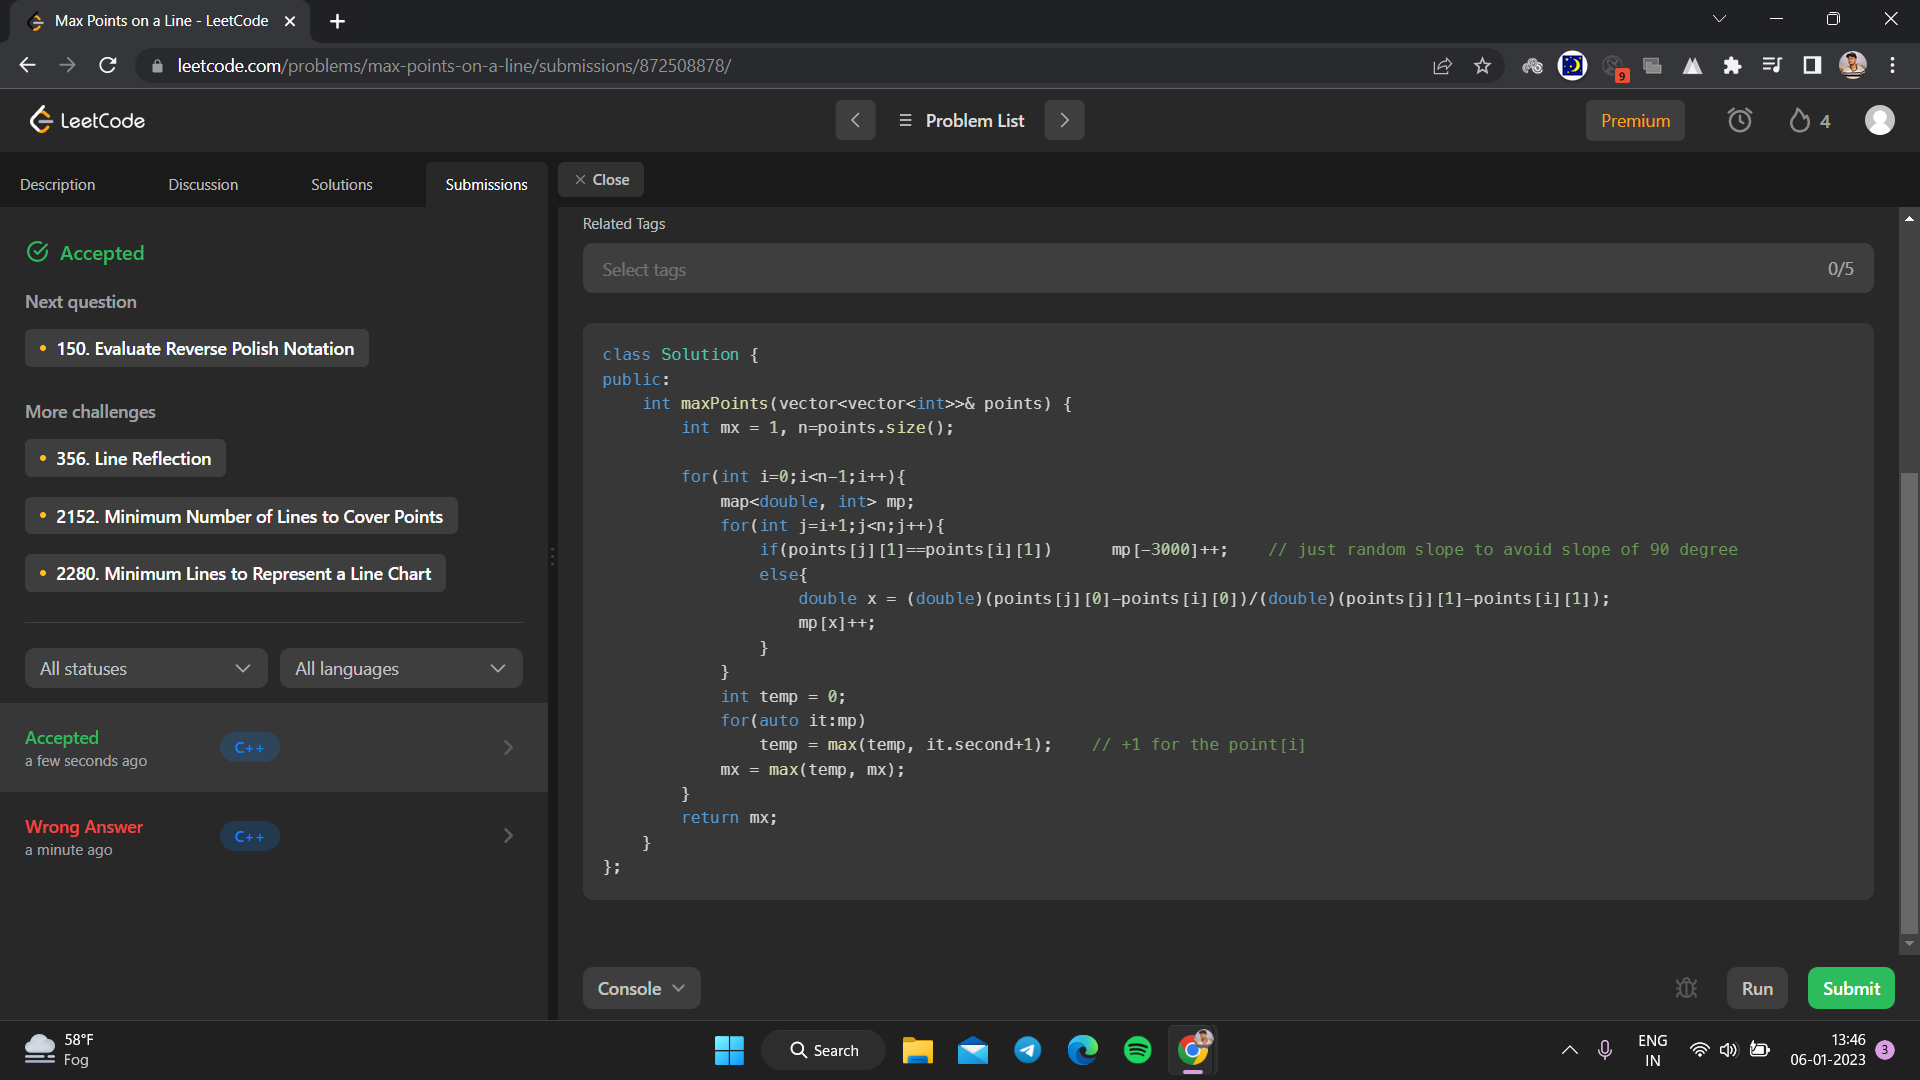 Max Points on a Line - LeetCode
leetcode.com/problems/max-points-on-a-line/submissions/872508878/
9
LeetCode
Problem List
Premium
4
Description
Discussion
Solutions
Submissions
Close
Accepted
Next question
150. Evaluate Reverse Polish Notation
More challenges
356. Line Reflection
2152. Minimum Number of Lines to Cover Points
2280. Minimum Lines to Represent a Line Chart
All statuses
All languages
Accepted
a few seconds ago
C++
Wrong Answer
a minute ago
C++
Related Tags
Select tags
0/5
class Solution {
public:
    int maxPoints(vector<vector<int>>& points) {
        int mx = 1, n=points.size();
        for(int i=0;i<n-1;i++){
            map<double, int> mp;
            for(int j=i+1;j<n;j++){
                if(points[j][1]==points[i][1])      mp[-3000]++;    // just random slope to avoid slope of 90 degree
                else{
                    double x = (double)(points[j][0]-points[i][0])/(double)(points[j][1]-points[i][1]);
                    mp[x]++;
                }
            }
            int temp = 0;
            for(auto it:mp)
                temp = max(temp, it.second+1);    // +1 for the point[i]
            mx = max(temp, mx);
        }
        return mx;
    }
};
Console
Run
Submit
58°F
Fog
Search
ENG
IN
13:46
06-01-2023
3